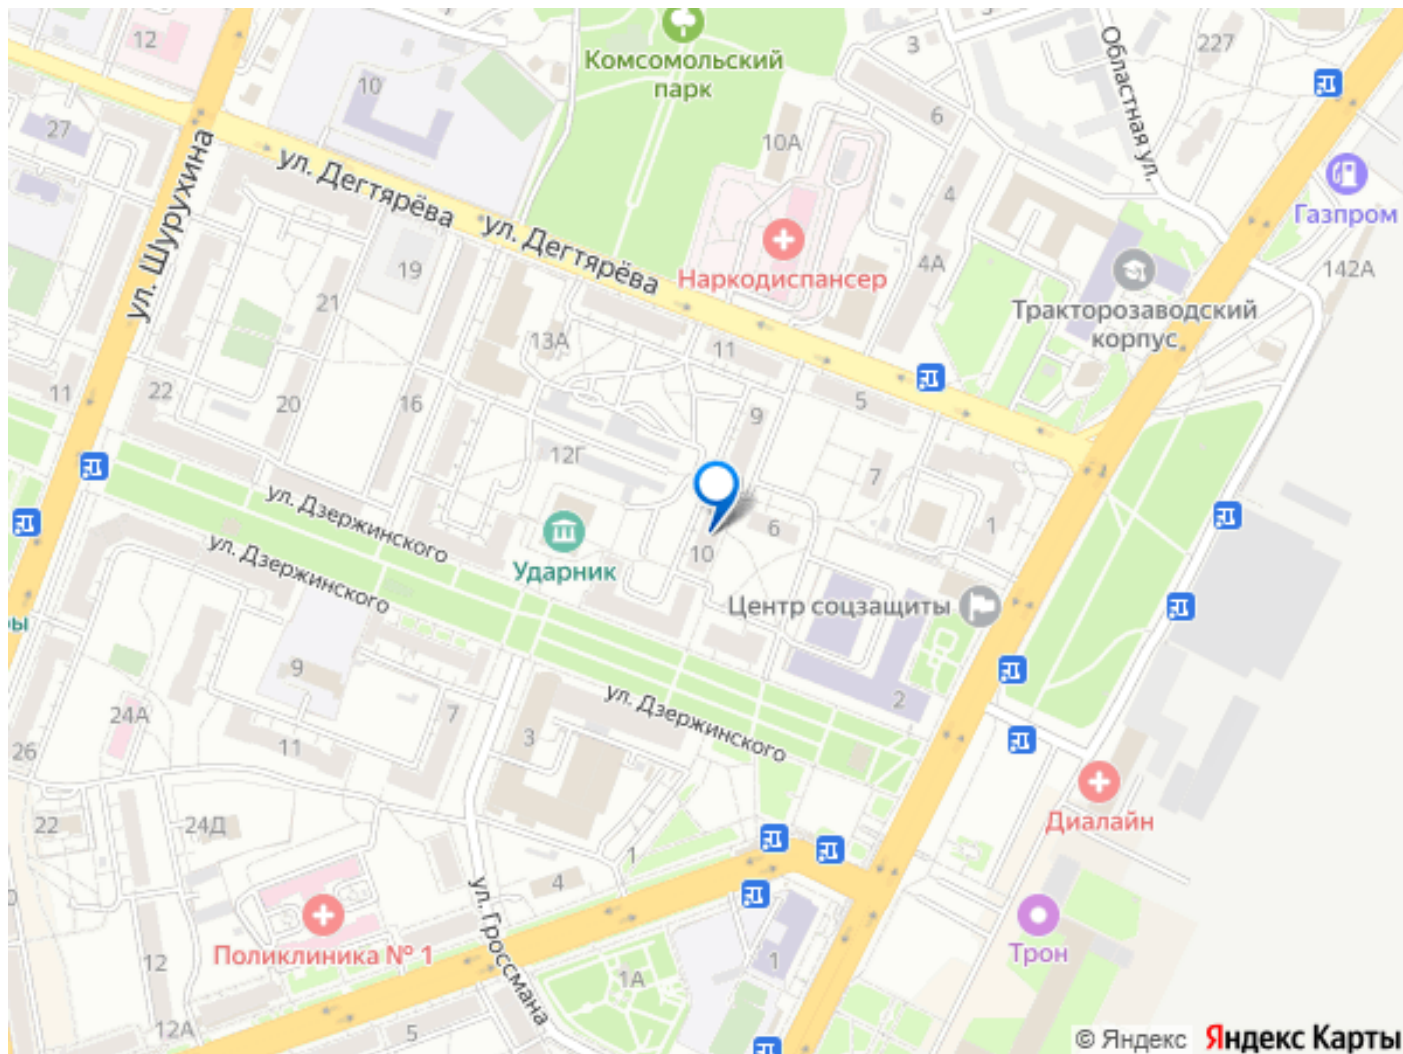 12
Комсомольский
парк
3
227
Областная ул.
10
10А
6
27
ул. Шурухина
ул. Дегтярёва
ул. Дегтярёва
4
Газпром
19
21
Наркодиспансер
4А
142А
Тракторозаводский
корпус
13А
11
11
22
20
16
9
5
12Г
7
ул. Дзержинского
6
1
ул. Дзержинского
Ударник
10
Центр соцзащиты
ры
9
24А
7
ул. Дзержинского
2
26
11
3
22
24Д
1
Диалайн
4
ул. Гроссмана
Поликлиника № 1
12
1А
1
Трон
12А
5
© Яндекс Яндекс Карты